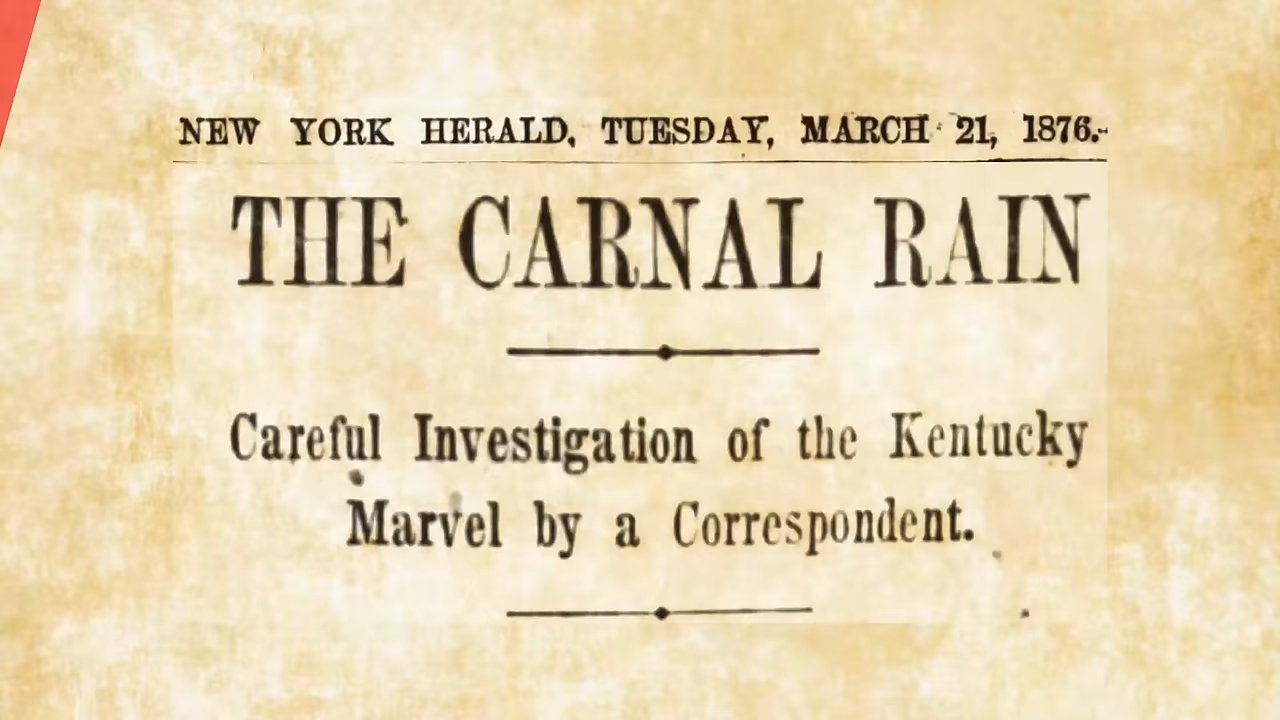 NEW YORK HERALD, TUESDAY, MARCH 21, 1876.
THE CARNAL RAIN
Careful Investigation of the Kentucky
Marvel by a Correspondent.